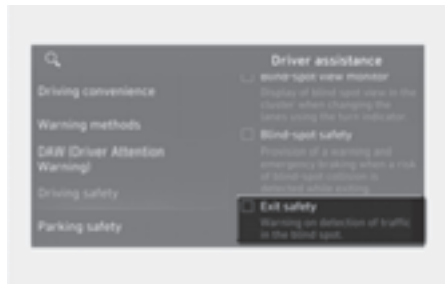 Driver assistance
Blind-spot view monitor
Driving convenience
Display of blind spot view in the
cluster when changing the
lanes using the turn indicator.
Warning methods
Blind-spot safety
DAW (Driver Attention
Warning)
Provision of a warning and
emergency braking when a risk
of blind-spot collision is
detected while exiting.
Driving safety
Exit safety
Parking safety
Warning on detection of traffic
in the blind spot.